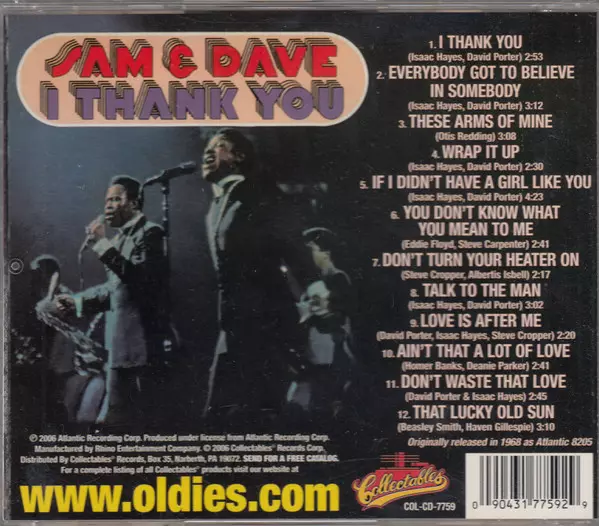 SAM & DAVE
I THANK YOU
1. I THANK YOU
(Isaac Hayes, David Porter) 2:53
2. EVERYBODY GOT TO BELIEVE
IN SOMEBODY
(Isaac Hayes, David Porter) 3:12
3. THESE ARMS OF MINE
(Otis Redding) 3:08
4. WRAP IT UP
(Isaac Hayes, David Porter) 2:30
5. IF I DIDN'T HAVE A GIRL LIKE YOU
(Isaac Hayes, David Porter) 4:23
6. YOU DON'T KNOW WHAT
YOU MEAN TO ME
(Eddie Floyd, Steve Carpenter) 2:41
7. DON'T TURN YOUR HEATER ON
(Steve Cropper, Albertis Isbell) 2:17
8. TALK TO THE MAN
(Isaac Hayes, David Porter) 3:02
9. LOVE IS AFTER ME
(David Porter, Isaac Hayes, Steve Cropper) 2:20
10. AIN'T THAT A LOT OF LOVE
(Homer Banks, Deanie Parker) 2:41
11. DON'T WASTE THAT LOVE
(David Porter & Isaac Hayes) 2:45
12. THAT LUCKY OLD SUN
(Beasley Smith, Haven Gillespie) 3:10
Originally released in 1968 as Atlantic 8205
℗ 2006 Atlantic Recording Corp. Produced under license from Atlantic Recording Corp.
Manufactured by Rhino Entertainment Company. © 2006 Collectables® Records Corp.
Distributed By Collectables® Records, Box 35, Narberth, PA 19072. SEND FOR A FREE CATALOG.
For a complete listing of all Collectables® products visit our website at
www.oldies.com
Collectables
COL-CD-7759
0 90431 77592 9